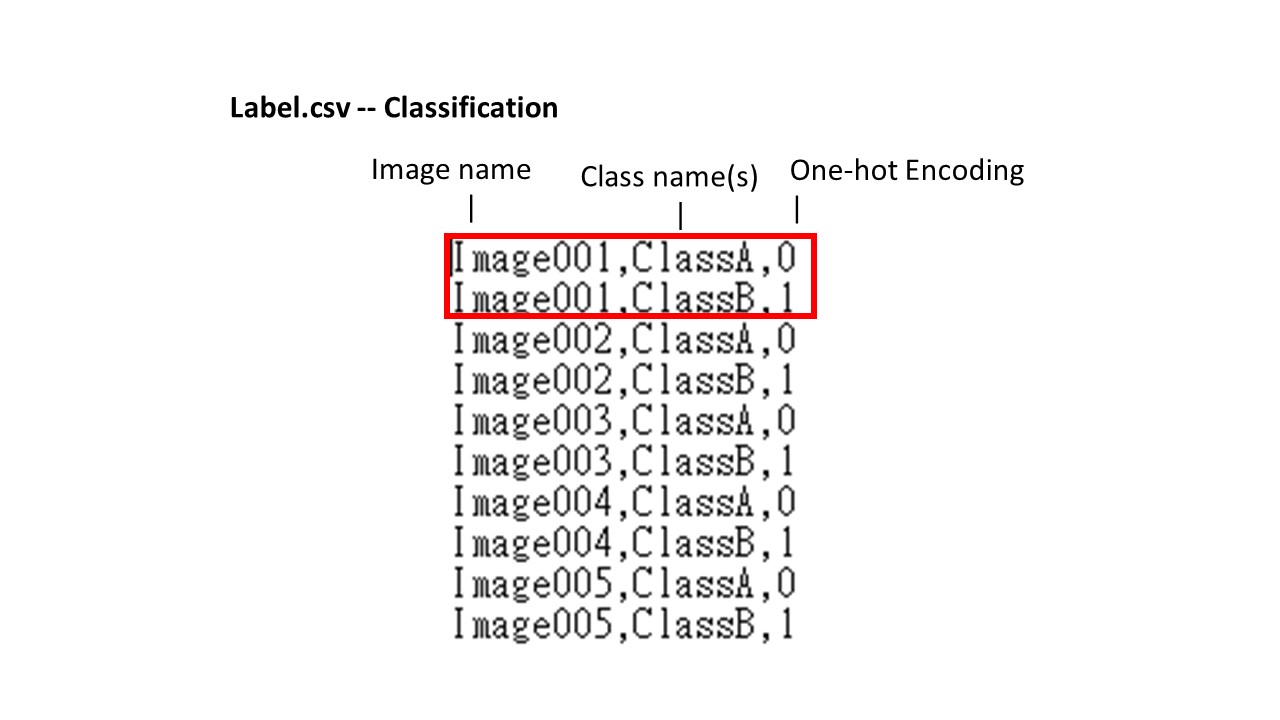 Label.csv -- Classification
Image name Class name(s) One-hot Encoding
Image001,ClassA,0
Image001,ClassB,1
Image002,ClassA,0
Image002,ClassB,1
Image003,ClassA,0
Image003,ClassB,1
Image004,ClassA,0
Image004,ClassB,1
Image005,ClassA,0
Image005,ClassB,1